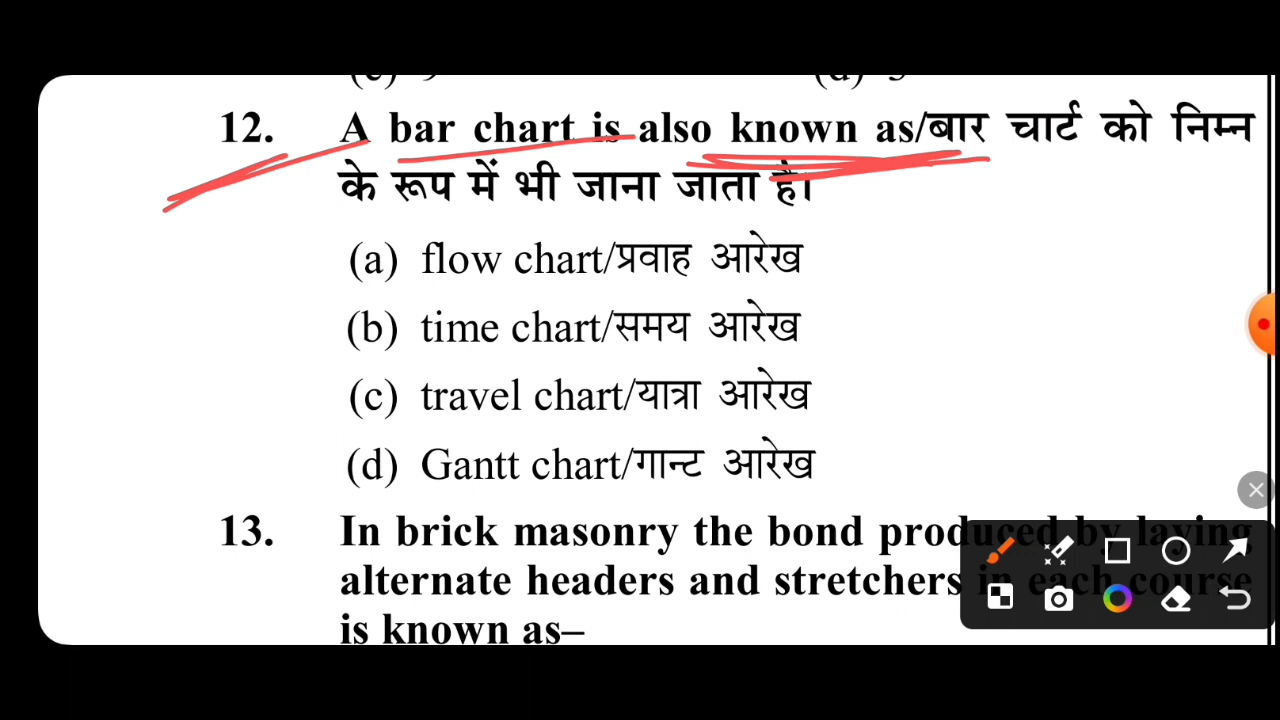 12. A bar chart is also known as/बार चार्ट को निम्न
के रूप में भी जाना जाता है।
(a) flow chart/प्रवाह आरेख
(b) time chart/समय आरेख
(c) travel chart/यात्रा आरेख
(d) Gantt chart/गान्ट आरेख
13. In brick masonry the bond produced by laying
alternate headers and stretchers in each course
is known as–